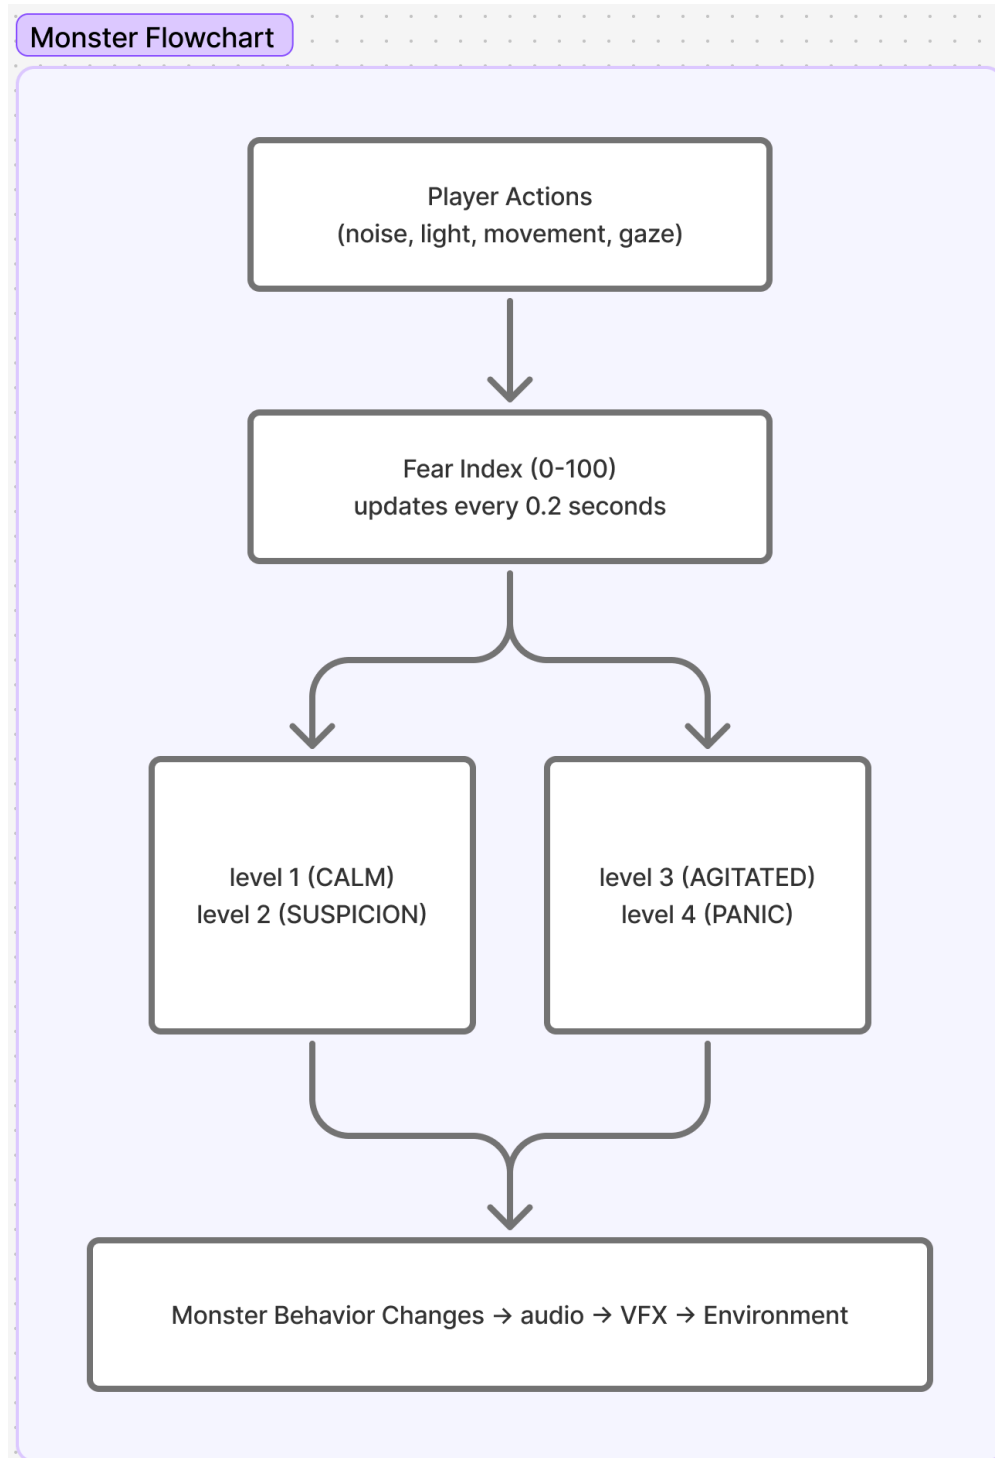 Monster Flowchart
Player Actions
(noise, light, movement, gaze)
Fear Index (0-100)
updates every 0.2 seconds
level 1 (CALM)
level 2 (SUSPICION)
level 3 (AGITATED)
level 4 (PANIC)
Monster Behavior Changes → audio → VFX → Environment